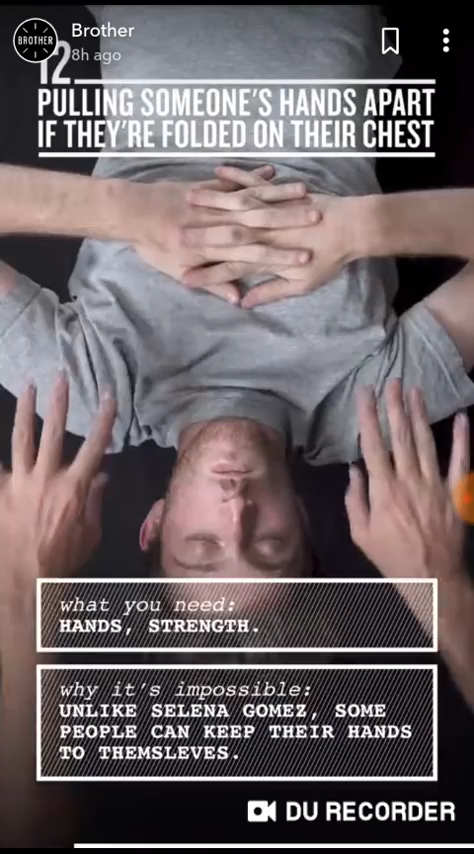 Brother
BROTHER
8h ago
12
PULLING SOMEONE'S HANDS APART
IF THEY'RE FOLDED ON THEIR CHEST
what you need:
HANDS, STRENGTH.
why it's impossible:
UNLIKE SELENA GOMEZ, SOME
PEOPLE CAN KEEP THEIR HANDS
TO THEMSLEVES.
DU RECORDER